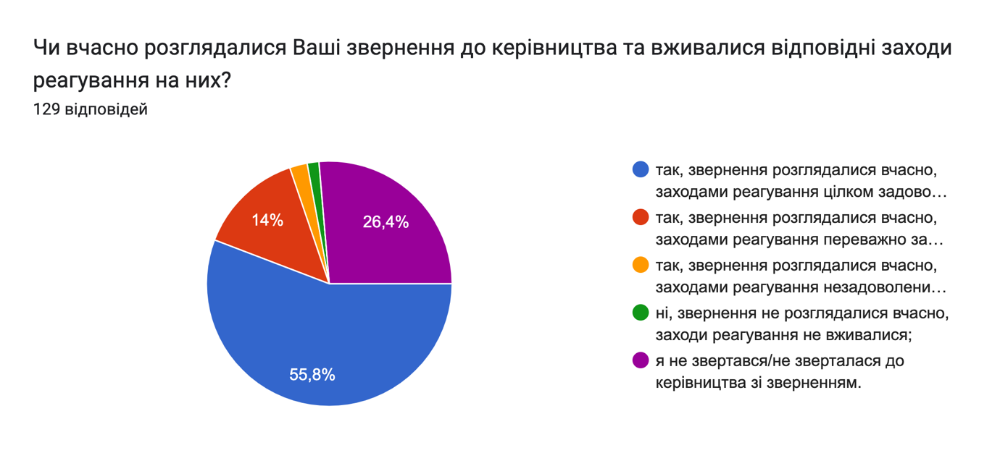 Чи вчасно розглядалися Ваші звернення до керівництва та вживалися відповідні заходи
реагування на них?
129 відповідей
14%
26,4%
55,8%
так, звернення розглядалися вчасно,
заходами реагування цілком задово…
так, звернення розглядалися вчасно,
заходами реагування переважно за…
так, звернення розглядалися вчасно,
заходами реагування незадоволени…
ні, звернення не розглядалися вчасно,
заходи реагування не вживалися;
я не звертався/не зверталася до
керівництва зі зверненням.